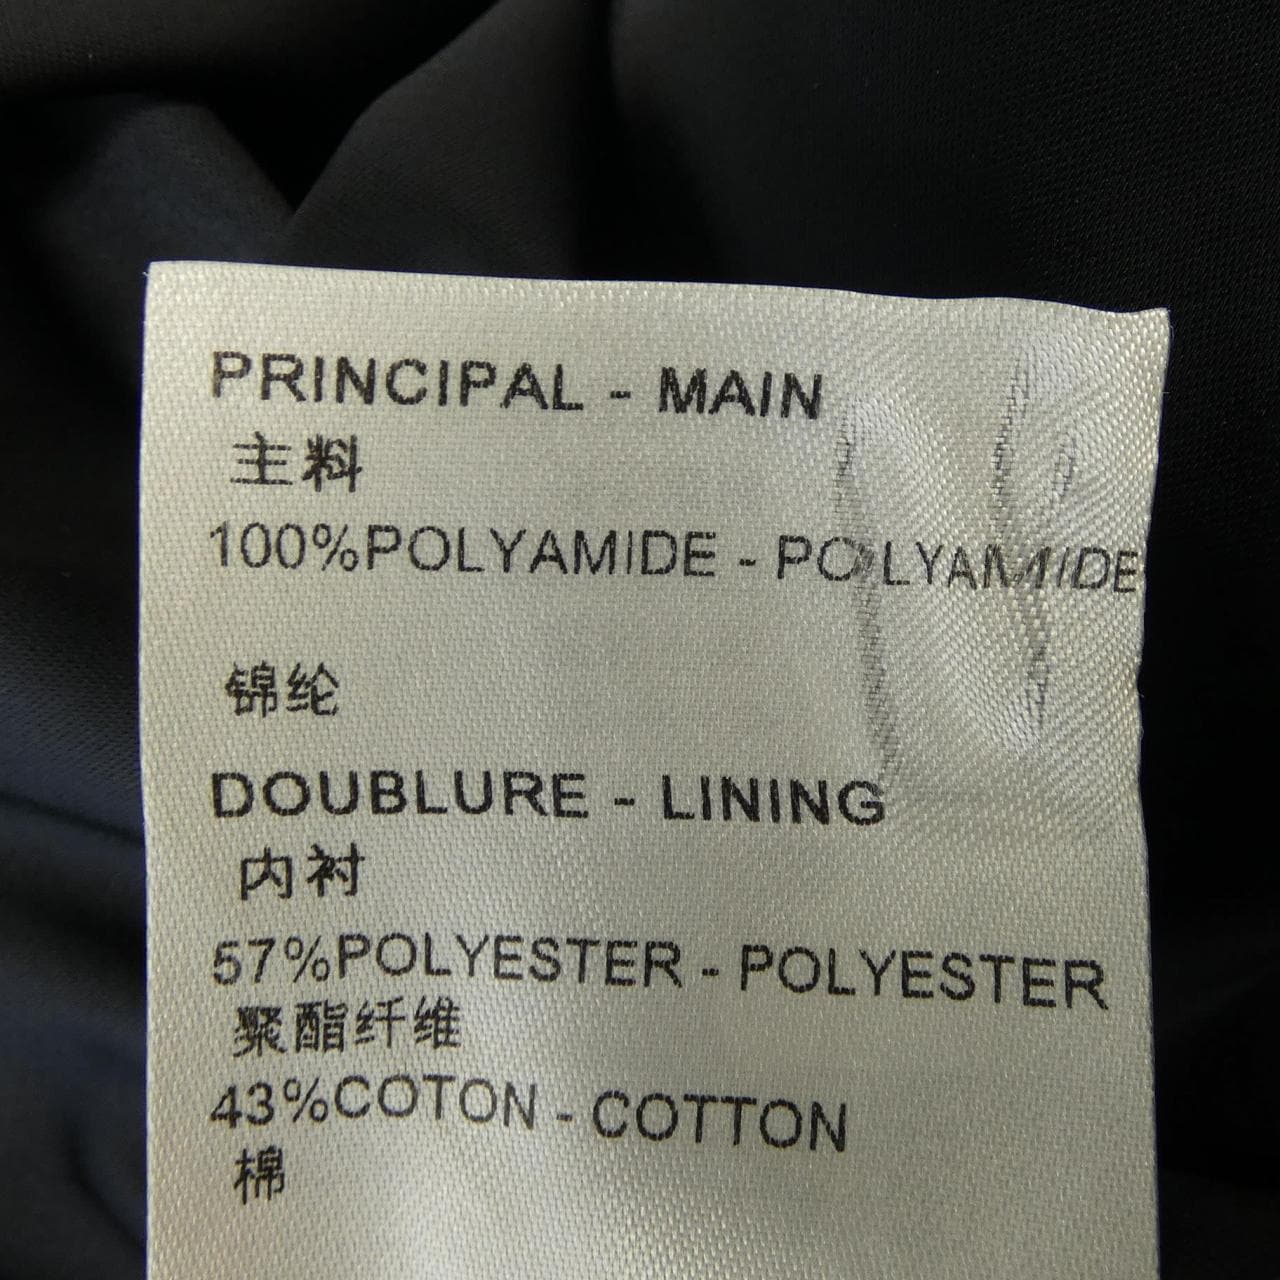 PRINCIPAL - MAIN
主料
100%POLYAMIDE - POLYAMIDE
锦纶
DOUBLURE - LINING
内衬
57%POLYESTER - POLYESTER
聚酯纤维
43%COTON - COTTON
棉